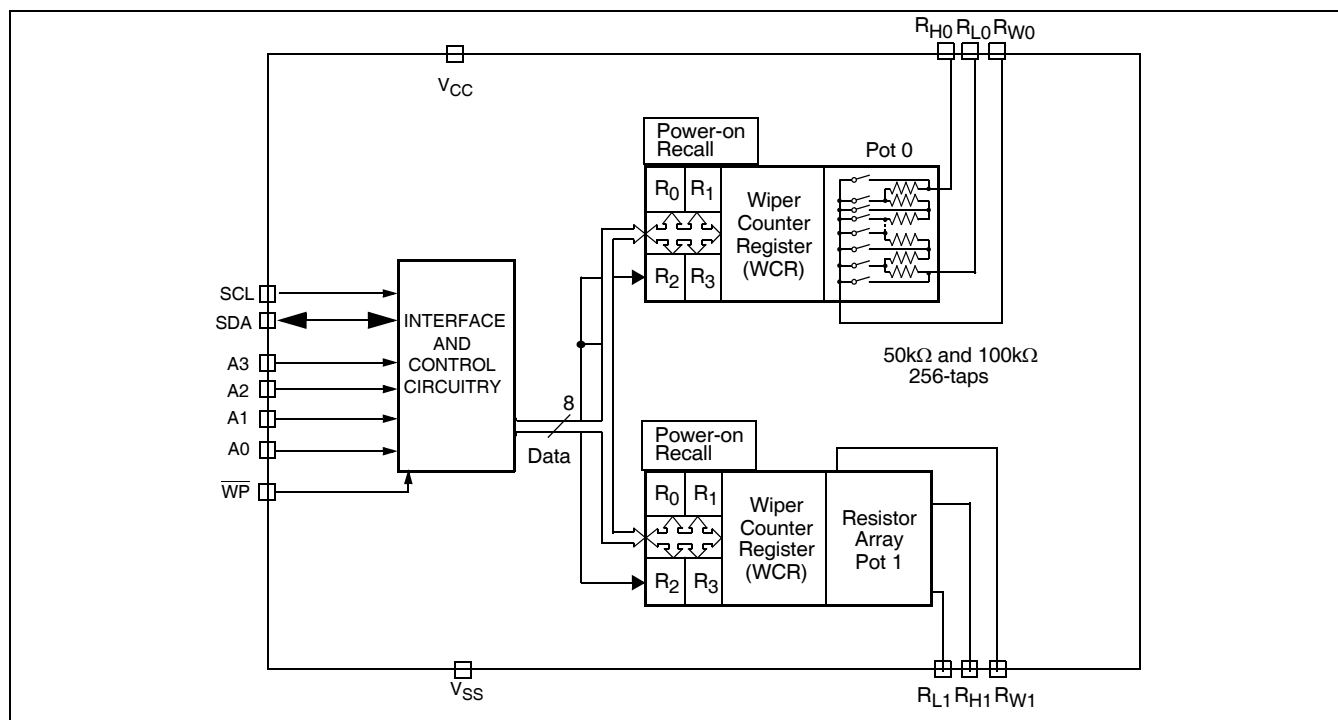 RH0 RL0 RW0
VCC
Power-on
Recall
Pot 0
R0 R1
Wiper
Counter
Register
(WCR)
R2 R3
SCL
SDA
A3
A2
A1
A0
WP
INTERFACE
AND
CONTROL
CIRCUITRY
50kΩ and 100kΩ
256-taps
8
Data
Power-on
Recall
R0 R1
Wiper
Counter
Register
(WCR)
Resistor
Array
Pot 1
R2 R3
VSS
RL1 RH1 RW1